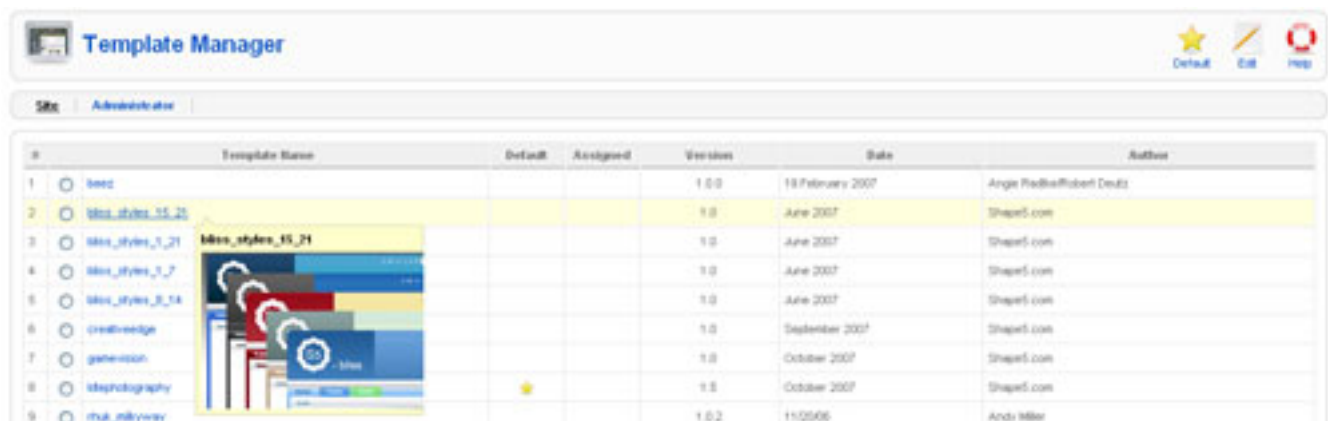 Template Manager
Default Edit Help
Site Administrator
# Template Name Default Assigned Version Date Author
1 beez 1.0.0 19 February 2007 Angie Radtke/Robert Deutz
2 bliss_styles_15_21 1.0 June 2007 Shape5.com
3 bliss_styles_1_21 1.0 June 2007 Shape5.com
4 bliss_styles_1_7 1.0 June 2007 Shape5.com
5 bliss_styles_8_14 1.0 June 2007 Shape5.com
6 creativeedge 1.0 September 2007 Shape5.com
7 gamevision 1.0 October 2007 Shape5.com
8 1.5 October 2007 Shape5.com
9 rhuk_milkyway 1.0.2 11/20/06 Andy Miller
bliss_styles_15_21
S5 - bliss